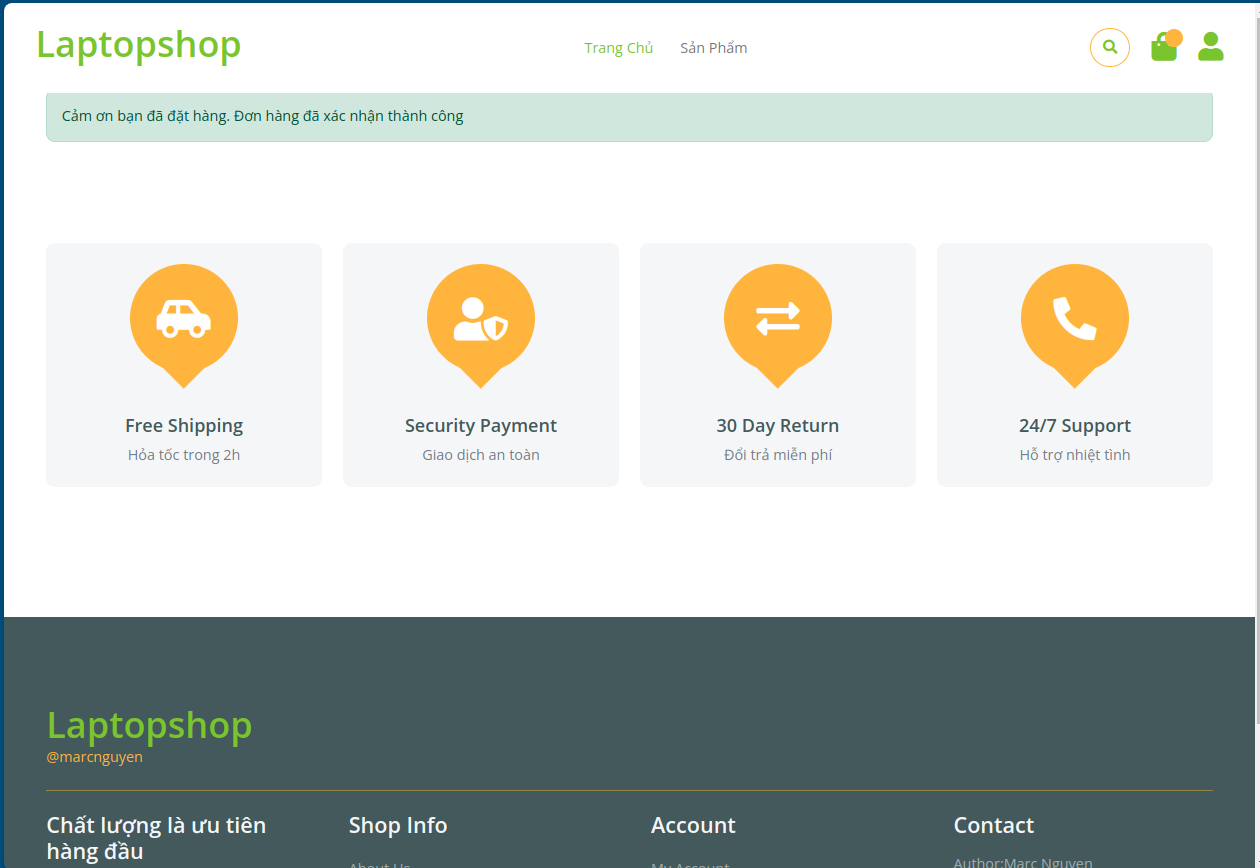 Laptopshop
Trang Chủ
Sản Phẩm
Cảm ơn bạn đã đặt hàng. Đơn hàng đã xác nhận thành công
Free Shipping
Hỏa tốc trong 2h
Security Payment
Giao dịch an toàn
30 Day Return
Đổi trả miễn phí
24/7 Support
Hỗ trợ nhiệt tình
Laptopshop
@marcnguyen
Chất lượng là ưu tiên
hàng đầu
Shop Info
About Us
Account
My Account
Contact
Author:Marc Nguyen